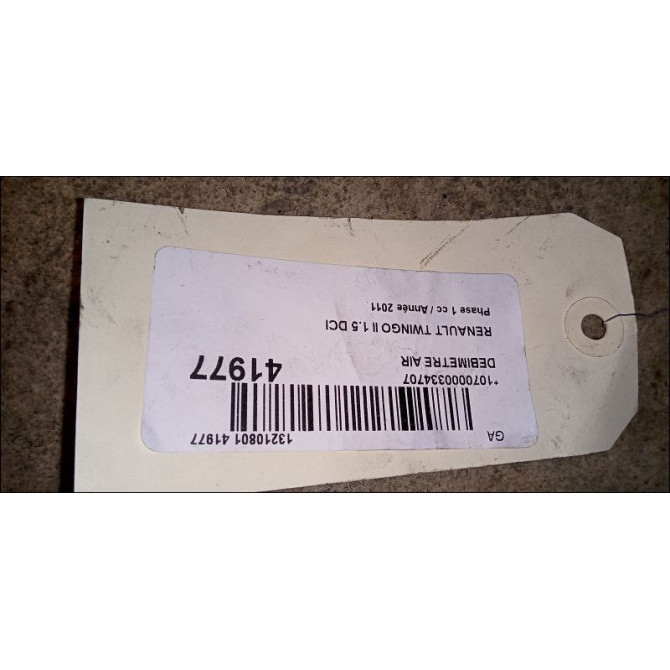 GA 13210801 41977
*1070000334707
DEBIMETRE AIR 41977
RENAULT TWINGO II 1.5 DCI
Phase 1 cc / Année 2011